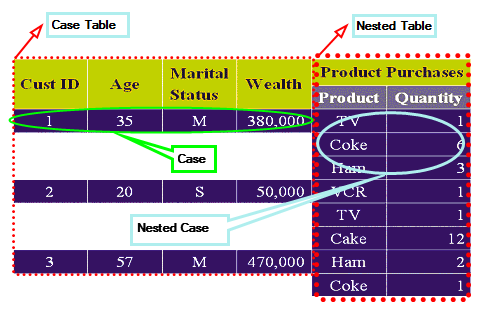 Case Table
Nested Table
Cust ID Age Marital Status Wealth Product Purchases
Product Quantity
1 35 M 380,000 TV 1
Coke 6
Ham 3
Case
2 20 S 50,000 VCR 1
TV 1
Nested Case
Cake 12
3 57 M 470,000 Ham 2
Coke 1